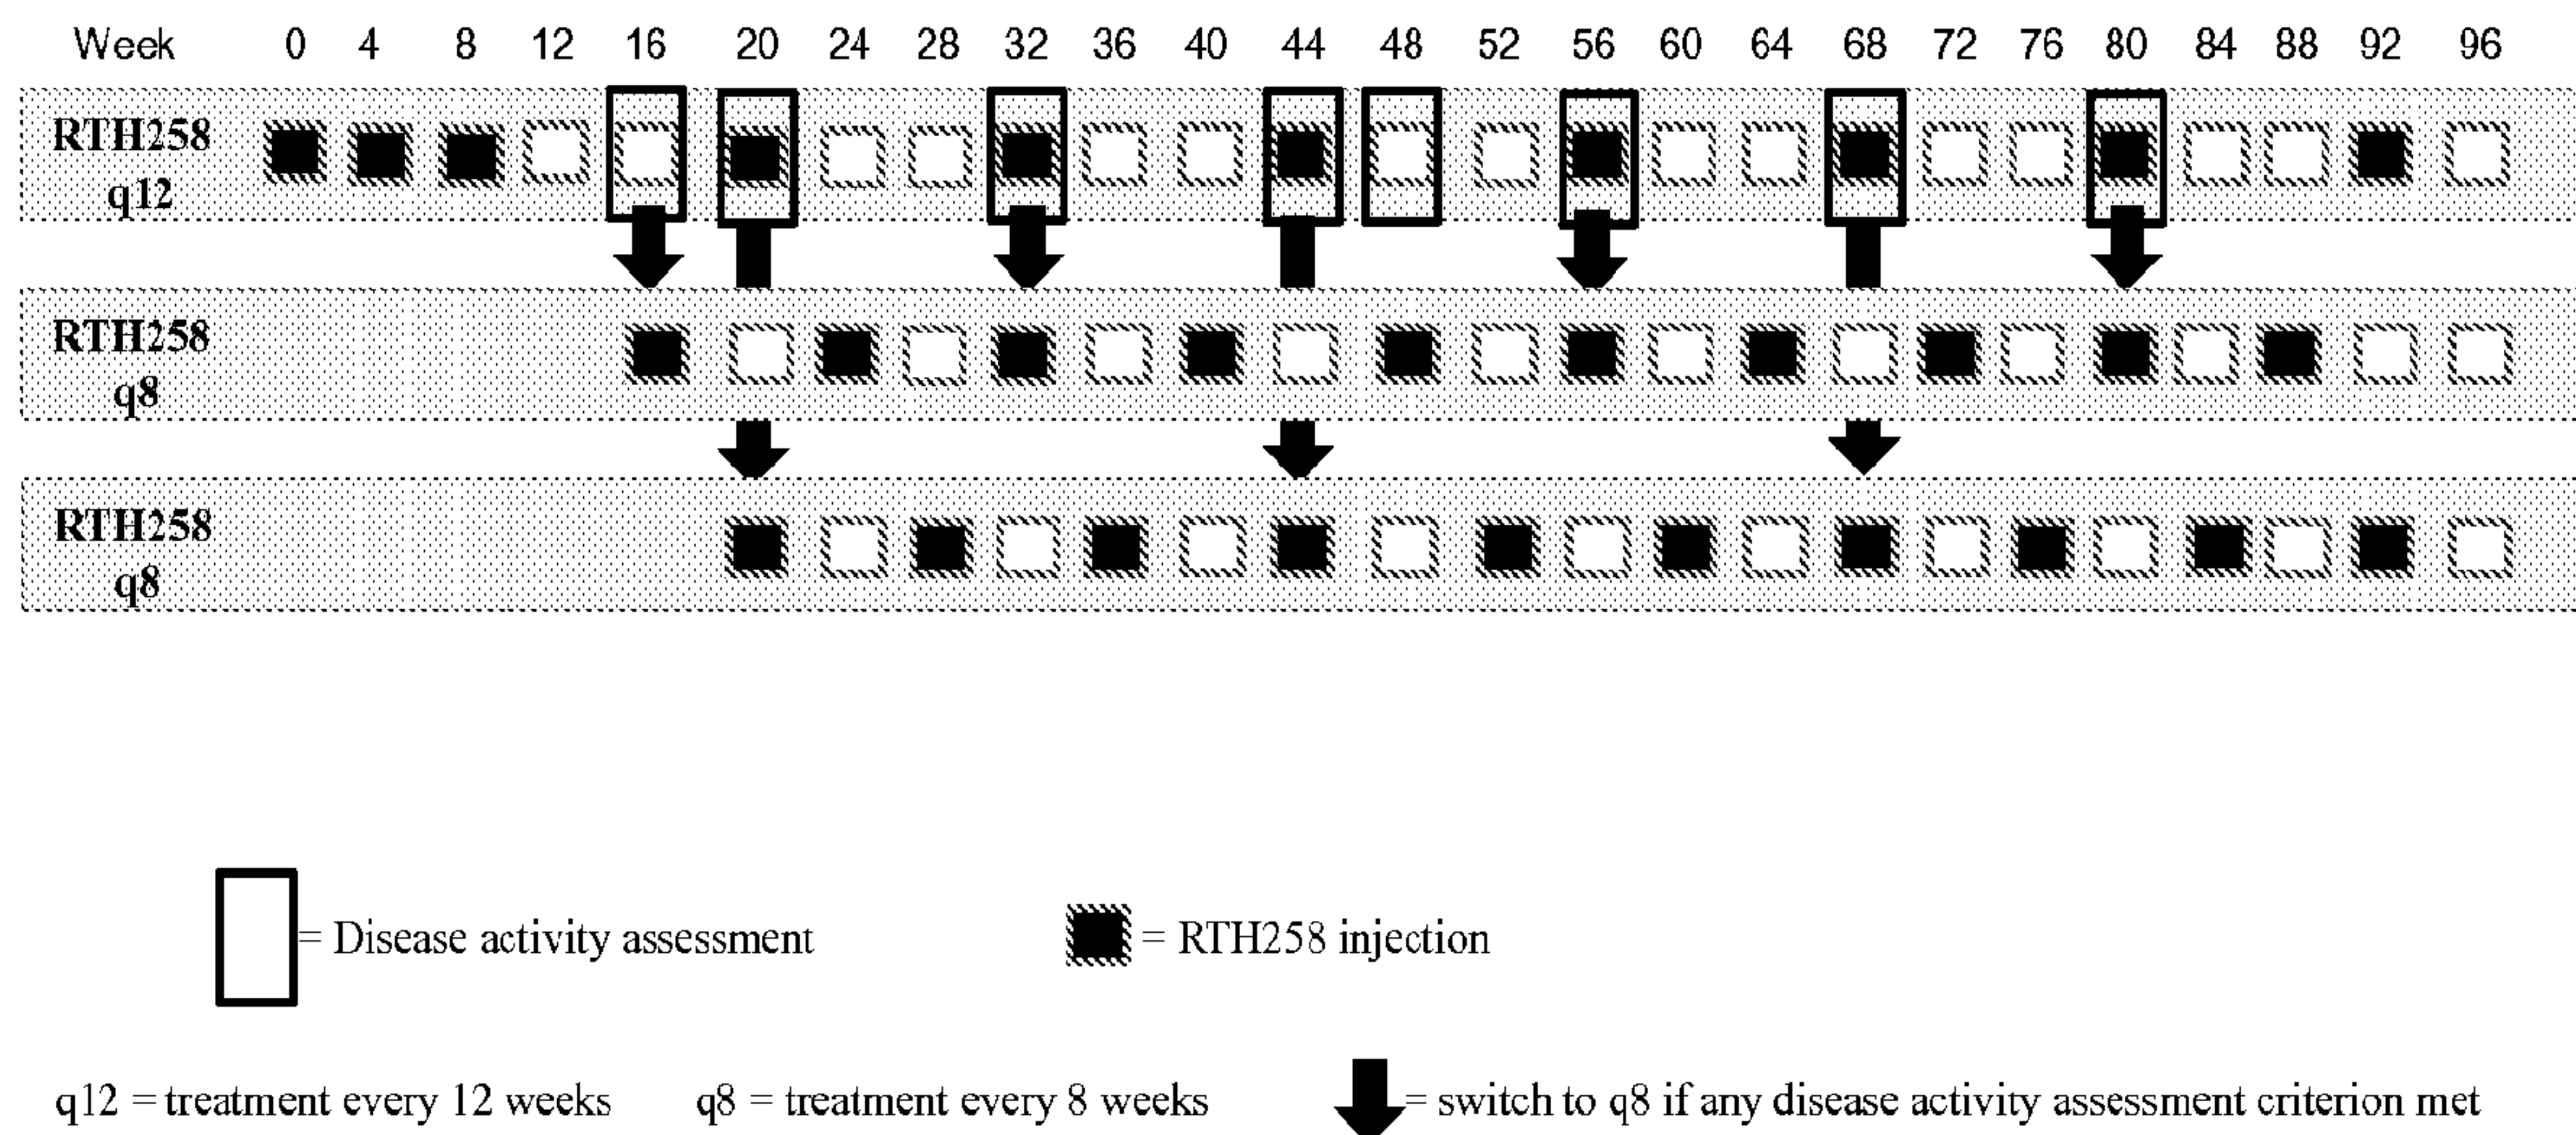 Week 0 4 8 12 16 20 24 28 32 36 40 44 48 52 56 60 64 68 72 76 80 84 88 92 96
RTH258
q12
RTH258
q8
RTH258
q8
= Disease activity assessment
= RTH258 injection
q12 = treatment every 12 weeks
q8 = treatment every 8 weeks
= switch to q8 if any disease activity assessment criterion met